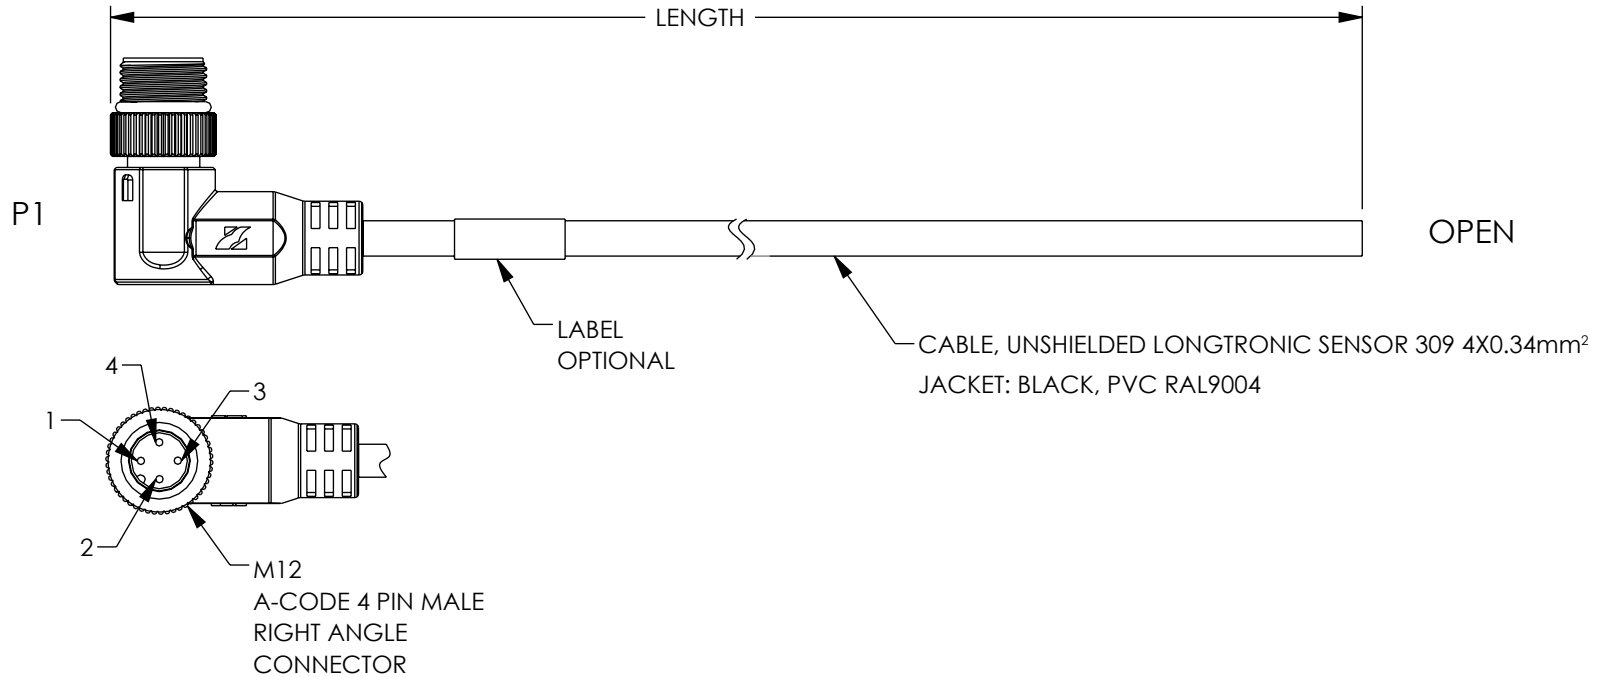 LENGTH
P1
OPEN
LABEL
OPTIONAL
CABLE, UNSHIELDED LONGTRONIC SENSOR 309 4X0.34mm²
JACKET: BLACK, PVC RAL9004
4
3
1
2
M12
A-CODE 4 PIN MALE
RIGHT ANGLE
CONNECTOR